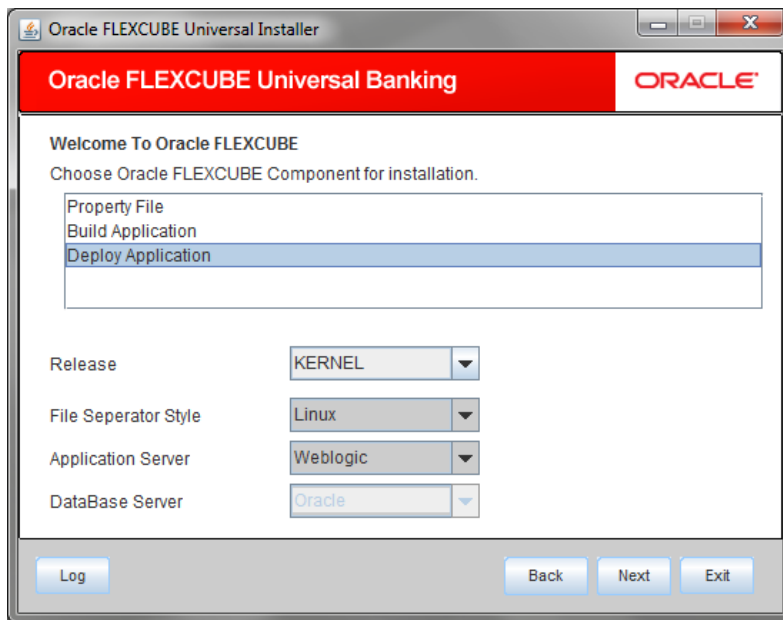 Oracle FLEXCUBE Universal Installer
Oracle FLEXCUBE Universal Banking
ORACLE
Welcome To Oracle FLEXCUBE
Choose Oracle FLEXCUBE Component for installation.
Property File
Build Application
Deploy Application
Release KERNEL
File Seperator Style Linux
Application Server Weblogic
DataBase Server Oracle
Log Back Next Exit